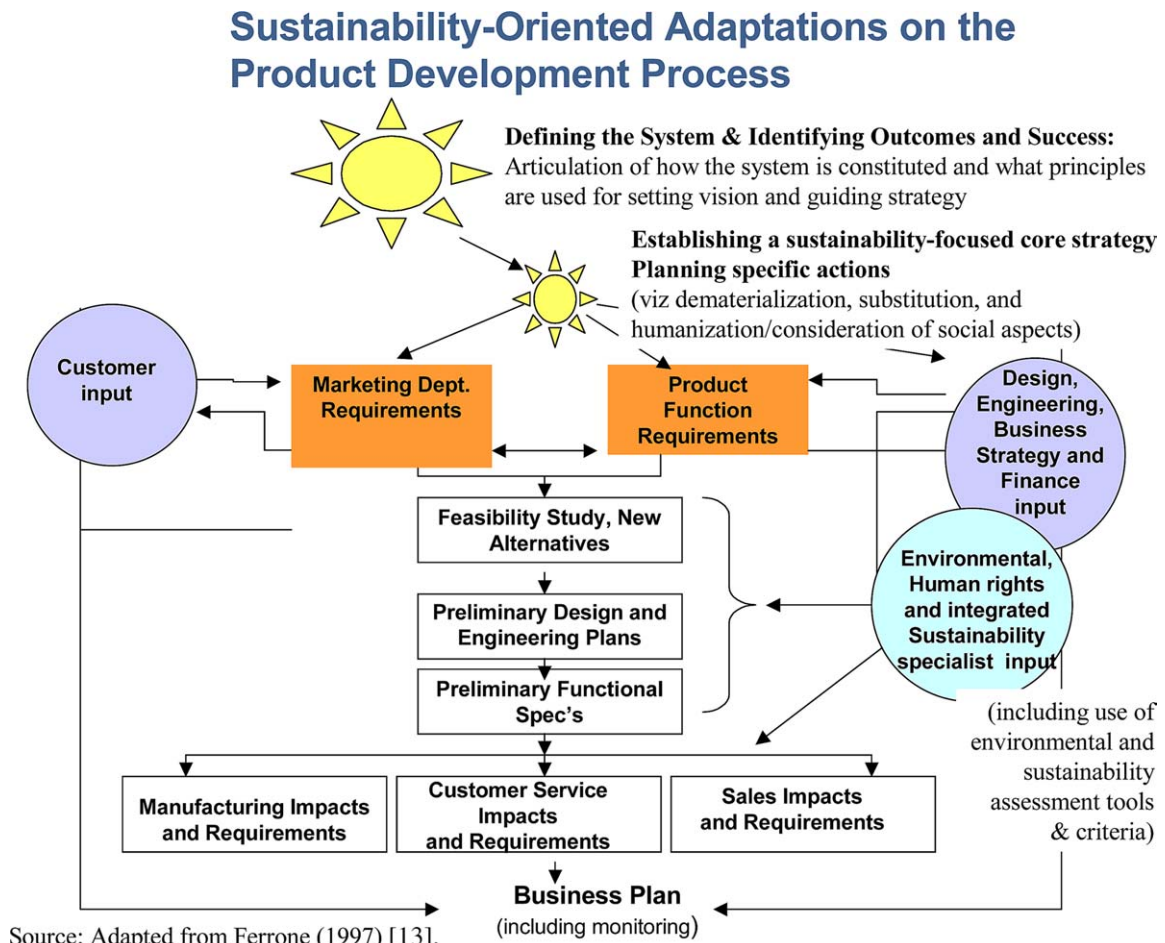 Sustainability-Oriented Adaptations on the
Product Development Process
Defining the System & Identifying Outcomes and Success:
Articulation of how the system is constituted and what principles
are used for setting vision and guiding strategy
Establishing a sustainability-focused core strategy
Planning specific actions
(viz dematerialization, substitution, and
humanization/consideration of social aspects)
Customer
input
Marketing Dept.
Requirements
Product
Function
Requirements
Design,
Engineering,
Business
Strategy and
Finance
input
Feasibility Study, New
Alternatives
Environmental,
Human rights
and integrated
Sustainability
specialist input
Preliminary Design and
Engineering Plans
Preliminary Functional
Spec's
(including use of
environmental and
sustainability
assessment tools
& criteria)
Manufacturing Impacts
and Requirements
Customer Service
Impacts
and Requirements
Sales Impacts
and Requirements
Business Plan
(including monitoring)
Source: Adapted from Ferrone (1997) [13].